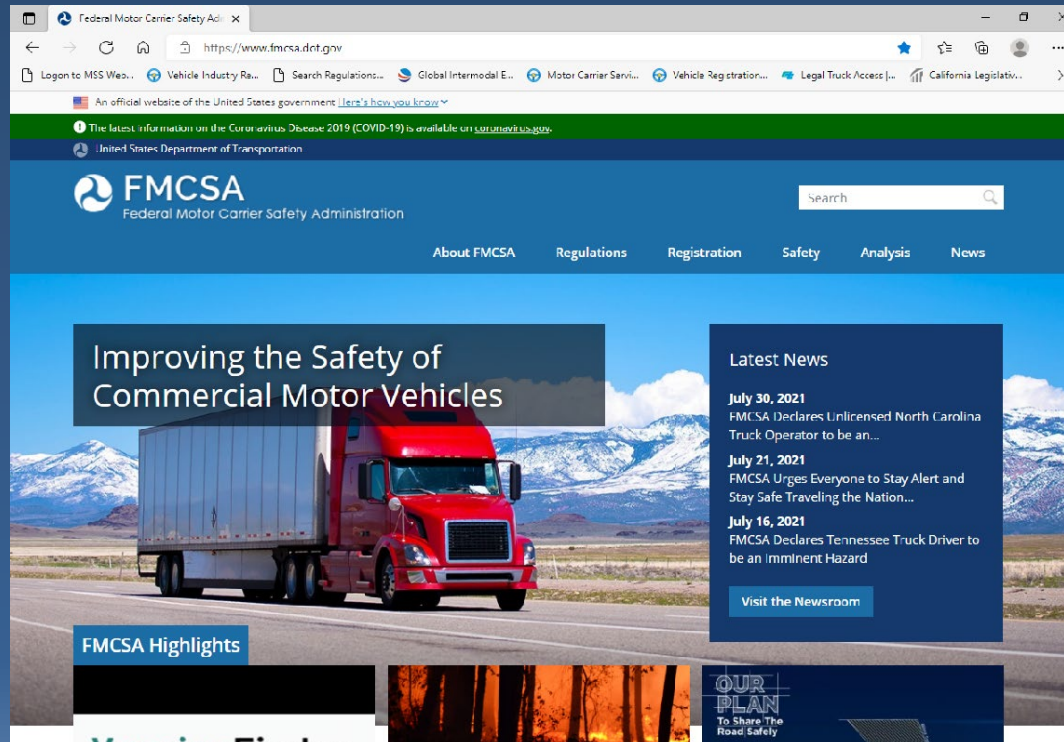 Federal Motor Carrier Safety Adm
https://www.fmcsa.dot.gov
Logon to MSS Web... Vehicle Industry Re... Search Regulations... Global Intermodal E... Motor Carrier Servi... Vehicle Registration... Legal Truck Access |... California Legislativ...
An official website of the United States government Here's how you know
The latest information on the Coronavirus Disease 2019 (COVID-19) is available on coronavirus.gov.
United States Department of Transportation
FMCSA
Federal Motor Carrier Safety Administration
Search
About FMCSA Regulations Registration Safety Analysis News
Improving the Safety of
Commercial Motor Vehicles
Latest News
July 30, 2021
FMCSA Declares Unlicensed North Carolina
Truck Operator to be an...
July 21, 2021
FMCSA Urges Everyone to Stay Alert and
Stay Safe Traveling the Nation...
July 16, 2021
FMCSA Declares Tennessee Truck Driver to
be an Imminent Hazard
Visit the Newsroom
FMCSA Highlights
OUR
PLAN
To Share The
Road Safely